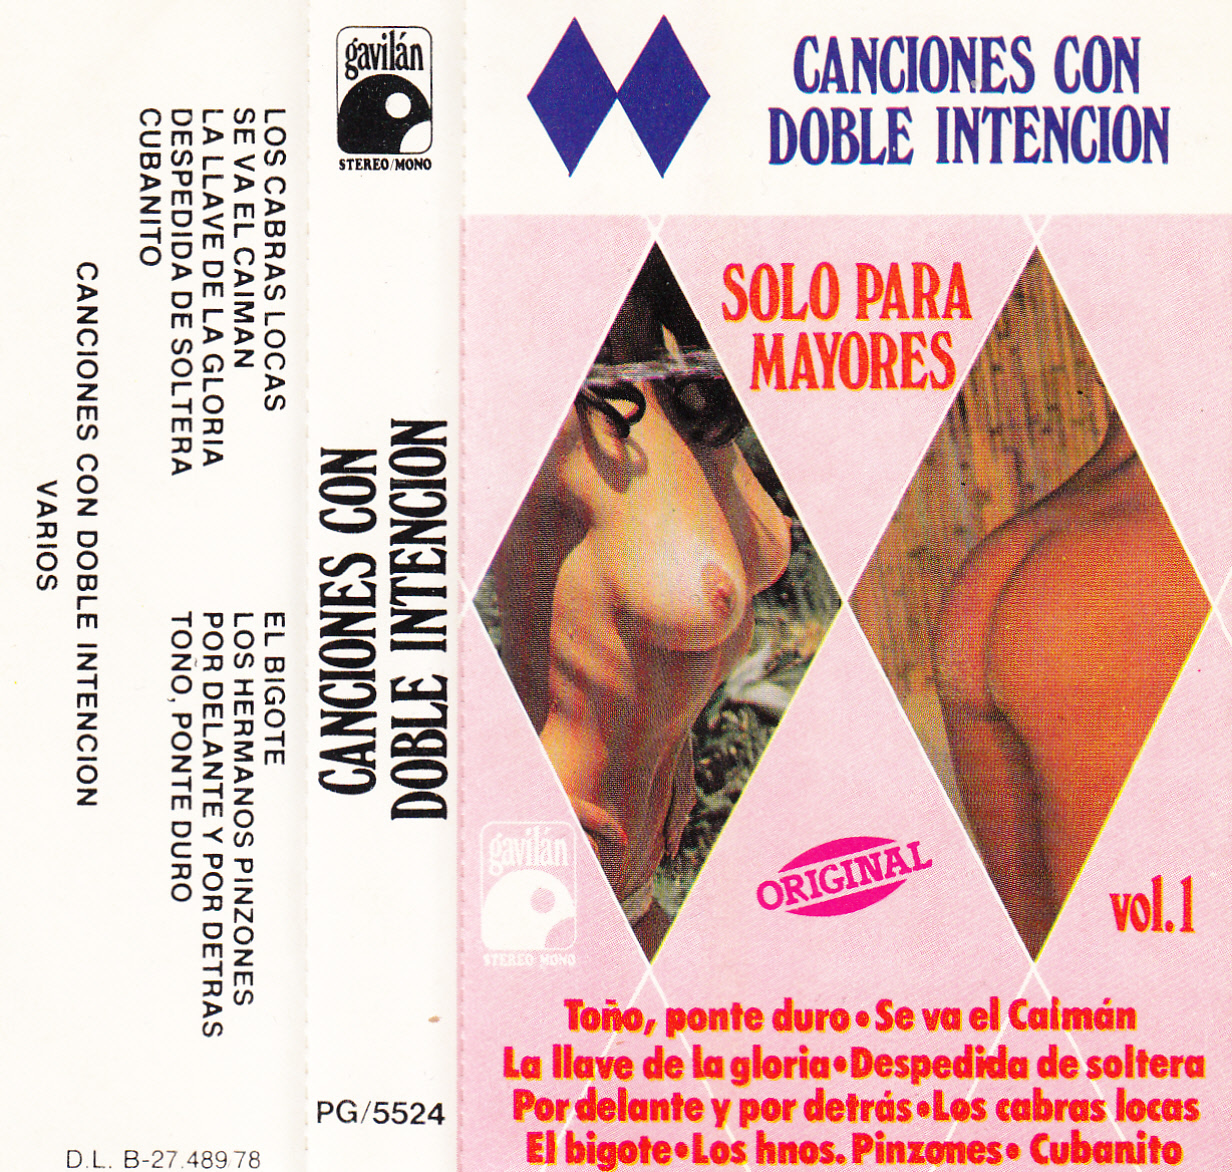 LOS CABRAS LOCAS
SE VA EL CAIMAN
LA LLAVE DE LA GLORIA
DESPEDIDA DE SOLTERA
CUBANITO
EL BIGOTE
LOS HERMANOS PINZONES
POR DELANTE Y POR DETRAS
TOÑO, PONTE DURO
CANCIONES CON DOBLE INTENCION
VARIOS
D.L. B-27.489/78
gavilán
STEREO/MONO
CANCIONES CON
DOBLE INTENCION
PG/5524
CANCIONES CON
DOBLE INTENCION
SOLO PARA
MAYORES
gavilán
STEREO MONO
ORIGINAL
vol.1
Toño, ponte duro • Se va el Caimán
La llave de la gloria • Despedida de soltera
Por delante y por detrás • Los cabras locas
El bigote • Los hnos. Pinzones • Cubanito